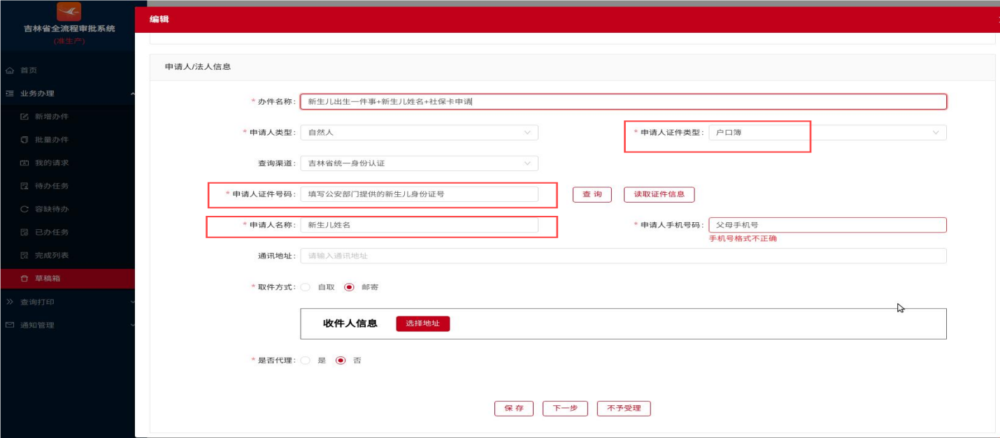 吉林省全流程审批系统
(准生产)
首页
业务办理
新增办件
批量办件
我的请求
待办任务
容缺待办
已办任务
完成列表
草稿箱
查询打印
通知管理
编辑
申请人/法人信息
* 办件名称: 新生儿出生一件事+新生儿姓名+社保卡申请
* 申请人类型: 自然人 * 申请人证件类型: 户口簿
查询渠道: 吉林省统一身份认证
* 申请人证件号码: 填写公安部门提供的新生儿身份证号 查 询 读取证件信息
* 申请人名称: 新生儿姓名 * 申请人手机号码: 父母手机号
手机号格式不正确
通讯地址: 请输入通讯地址
* 取件方式: 自取 邮寄
收件人信息 选择地址
* 是否代理: 是 否
保 存 下一步 不予受理